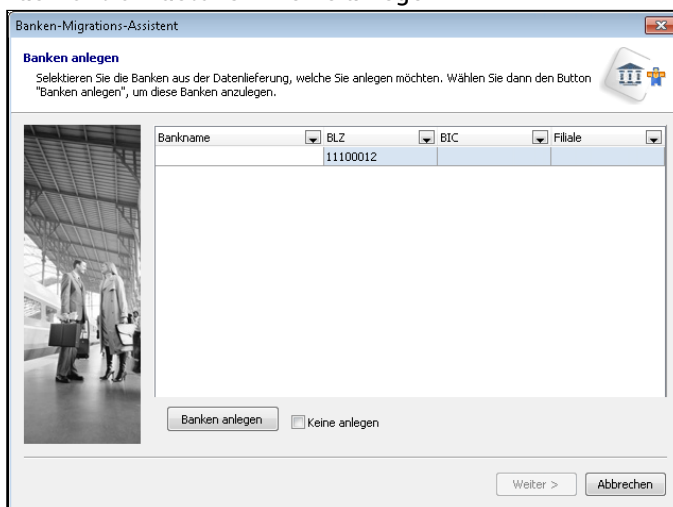 Banken-Migrations-Assistent
Banken anlegen
Selektieren Sie die Banken aus der Datenlieferung, welche Sie anlegen möchten. Wählen Sie dann den Button
"Banken anlegen", um diese Banken anzulegen.
Bankname BLZ BIC Filiale
11100012
Banken anlegen Keine anlegen
Weiter > Abbrechen